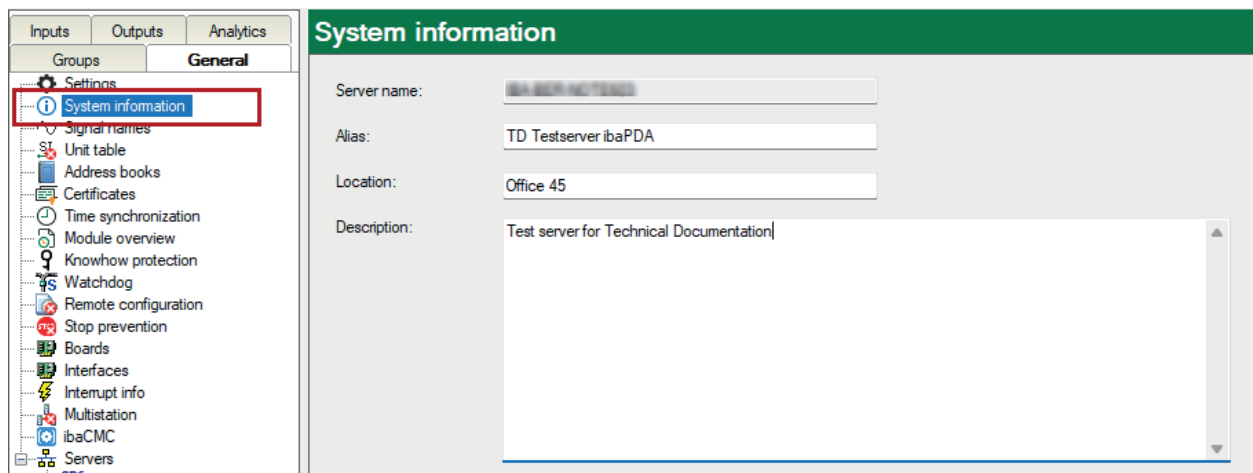 Inputs
Outputs
Analytics
Groups
General
Settings
System information
Signal names
Unit table
Address books
Certificates
Time synchronization
Module overview
Knowhow protection
Watchdog
Remote configuration
Stop prevention
Boards
Interfaces
Interrupt info
Multistation
ibaCMC
Servers
System information
Server name:
Alias:
TD Testserver ibaPDA
Location:
Office 45
Description:
Test server for Technical Documentation